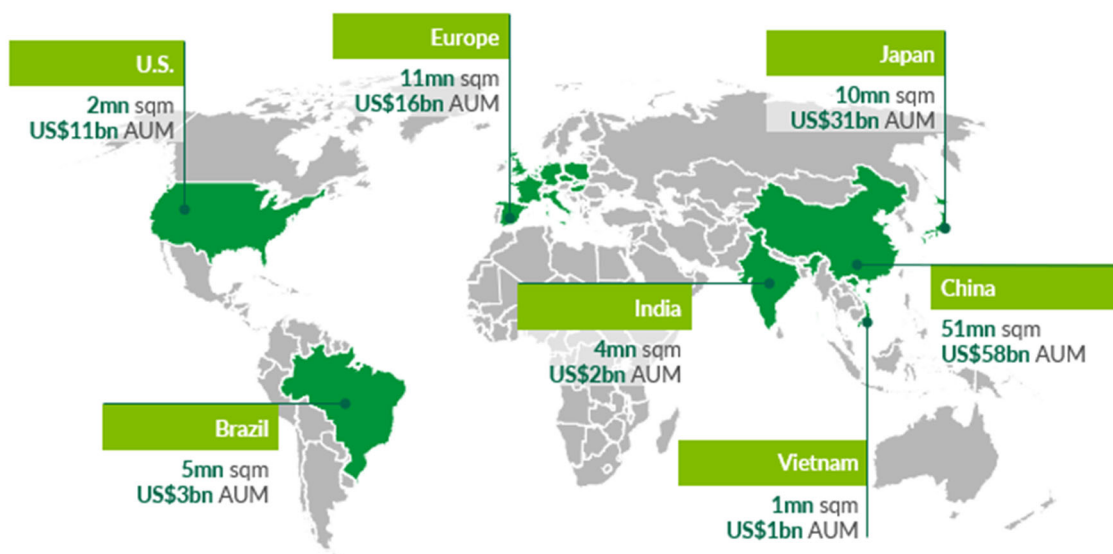 U.S.
2mn sqm
US$11bn AUM
Europe
11mn sqm
US$16bn AUM
Japan
10mn sqm
US$31bn AUM
India
4mn sqm
US$2bn AUM
China
51mn sqm
US$58bn AUM
Brazil
5mn sqm
US$3bn AUM
Vietnam
1mn sqm
US$1bn AUM